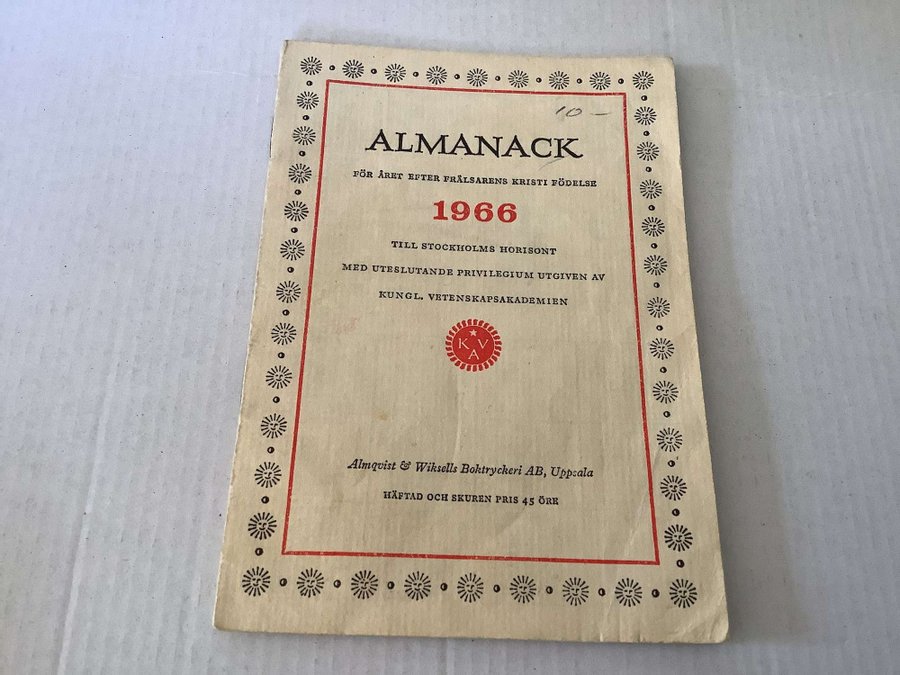 10 —
ALMANACK
FÖR ÅRET EFTER FRÄLSARENS KRISTI FÖDELSE
1966
TILL STOCKHOLMS HORISONT
MED UTESLUTANDE PRIVILEGIUM UTGIVEN AV
KUNGL. VETENSKAPSAKADEMIEN
K V
A
Almqvist & Wiksells Boktryckeri AB, Uppsala
HÄFTAD OCH SKUREN PRIS 45 ÖRE